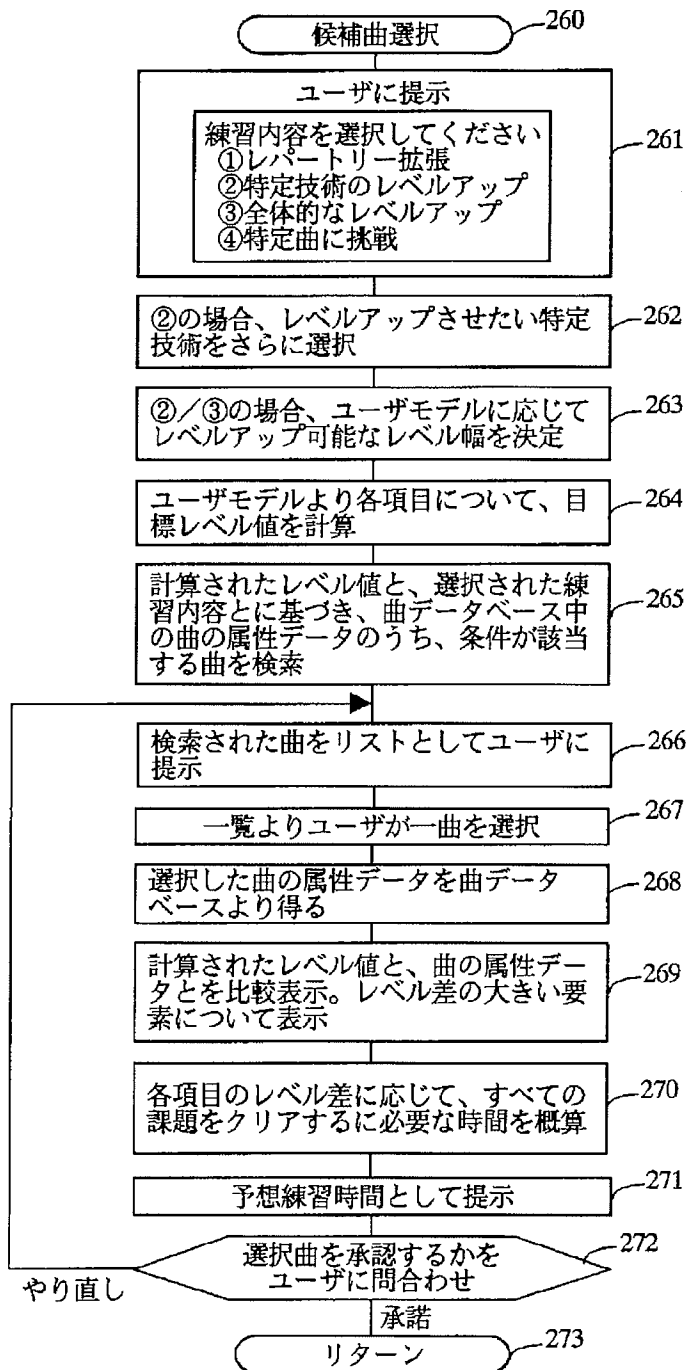 候補曲選択
260
ユーザに提示
練習内容を選択してください
①レパートリー拡張
②特定技術のレベルアップ
③全体的なレベルアップ
④特定曲に挑戦
261
②の場合、レベルアップさせたい特定
技術をさらに選択
262
②／③の場合、ユーザモデルに応じて
レベルアップ可能なレベル幅を決定
263
ユーザモデルより各項目について、目
標レベル値を計算
264
計算されたレベル値と、選択された練
習内容とに基づき、曲データベース中
の曲の属性データのうち、条件が該当
する曲を検索
265
検索された曲をリストとしてユーザに
提示
266
一覧よりユーザが一曲を選択
267
選択した曲の属性データを曲データ
ベースより得る
268
計算されたレベル値と、曲の属性デー
タとを比較表示。レベル差の大きい要
素について表示
269
各項目のレベル差に応じて、すべての
課題をクリアするに必要な時間を概算
270
予想練習時間として提示
271
選択曲を承認するかを
ユーザに問合わせ
272
やり直し
承諾
リターン
273